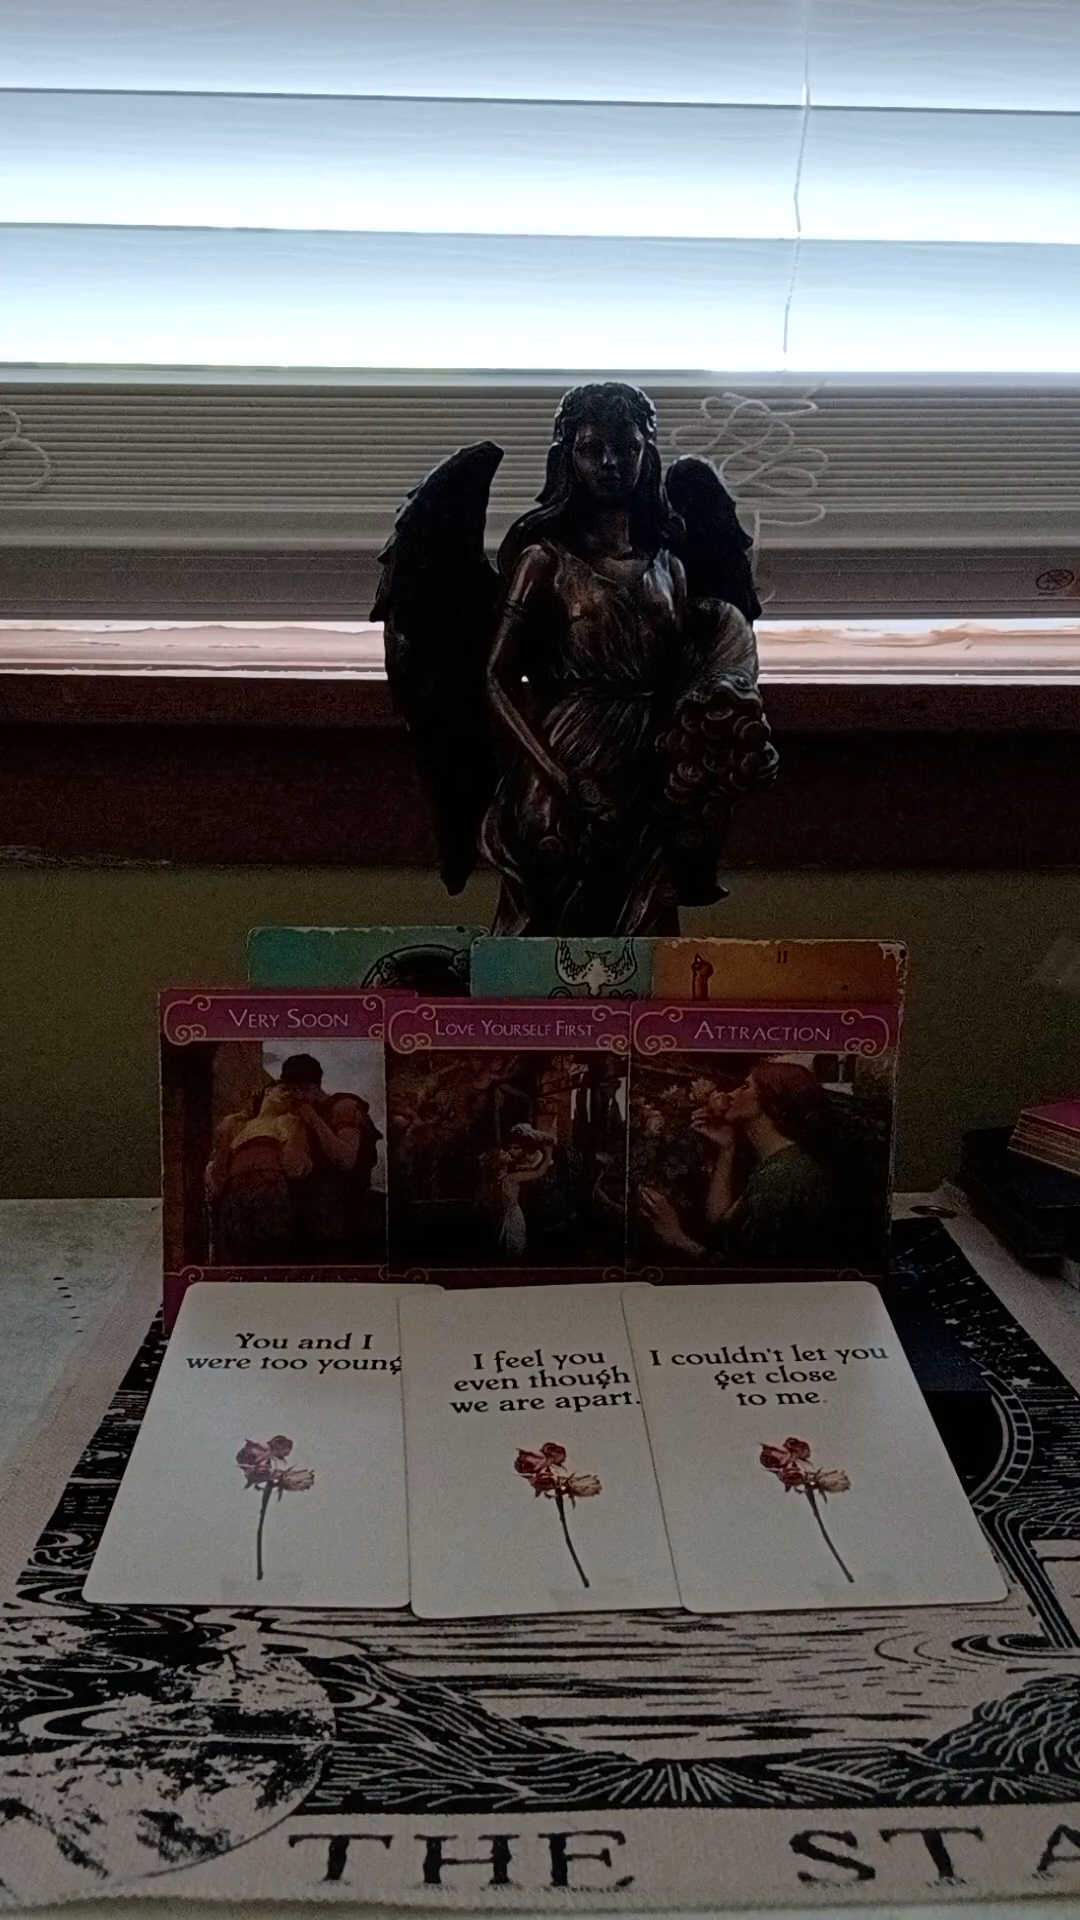 II
VERY SOON
LOVE YOURSELF FIRST
ATTRACTION
You and I
were too young
I feel you
even though
we are apart.
I couldn't let you
get close
to me.
THE STA